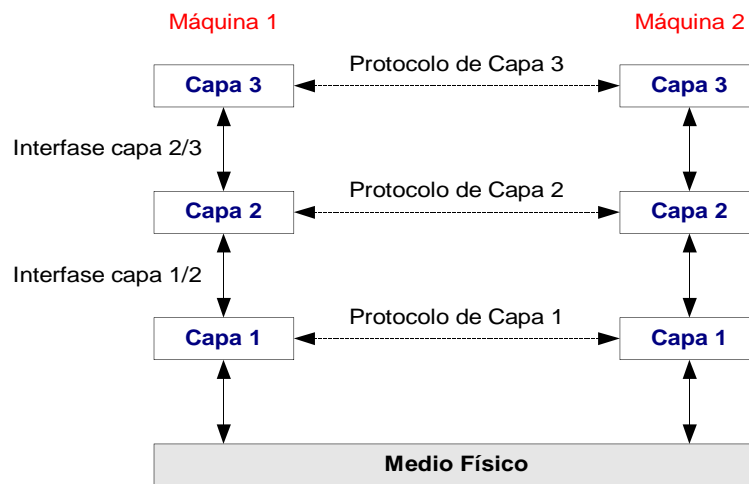 Máquina 1
Máquina 2
Protocolo de Capa 3
Capa 3
Capa 3
Interfase capa 2/3
Protocolo de Capa 2
Capa 2
Capa 2
Interfase capa 1/2
Protocolo de Capa 1
Capa 1
Capa 1
Medio Físico